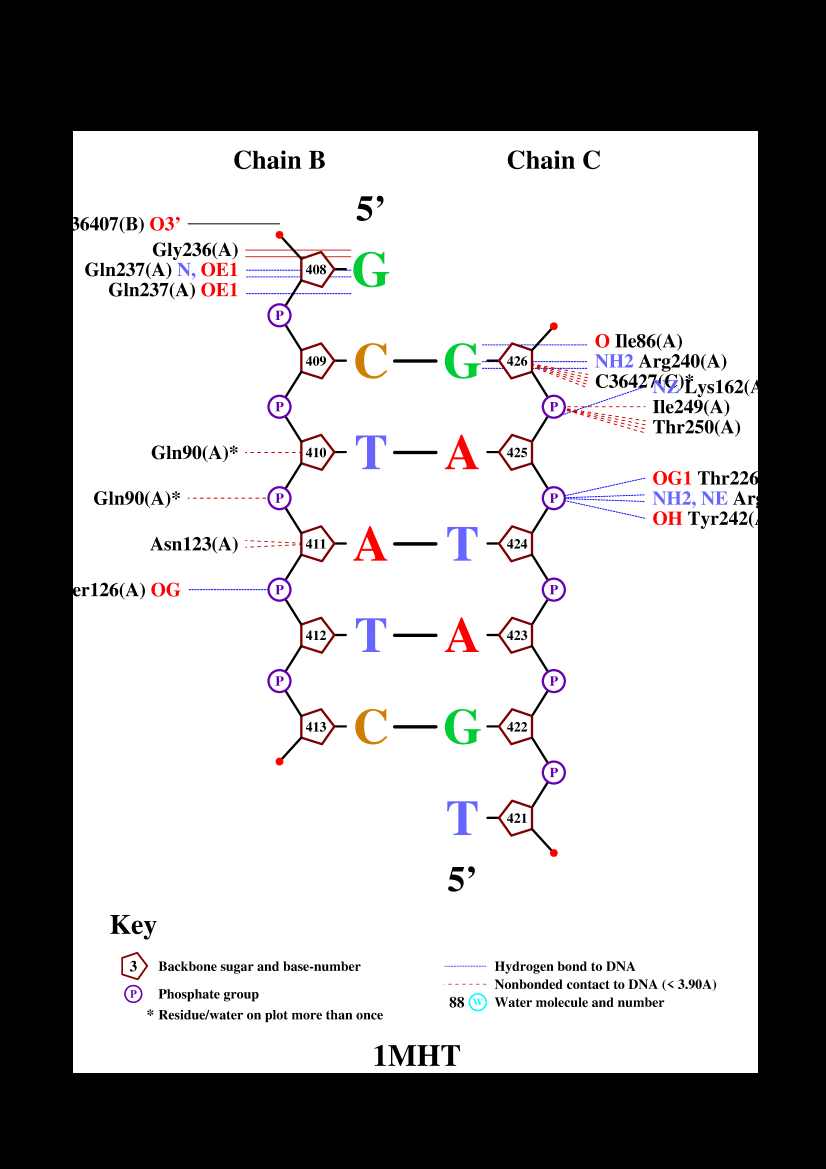 Chain B Chain C
5’
36407(B) O3’
Gly236(A)
Gln237(A) N, OE1
408 G
Gln237(A) OE1
P
O Ile86(A)
409 C G 426
NH2 Arg240(A)
C36427(C)*
NZ Lys162(A
P P
Ile249(A)
Thr250(A)
Gln90(A)*
410 T A 425
OG1 Thr226
Gln90(A)*
P P
NH2, NE Arg
OH Tyr242(A
Asn123(A)
411 A T 424
er126(A) OG
P P
412 T A 423
P P
413 C G 422
P
T 421
5’
Key
3 Backbone sugar and base-number
P Phosphate group
* Residue/water on plot more than once
Hydrogen bond to DNA
Nonbonded contact to DNA (< 3.90A)
88 W Water molecule and number
1MHT